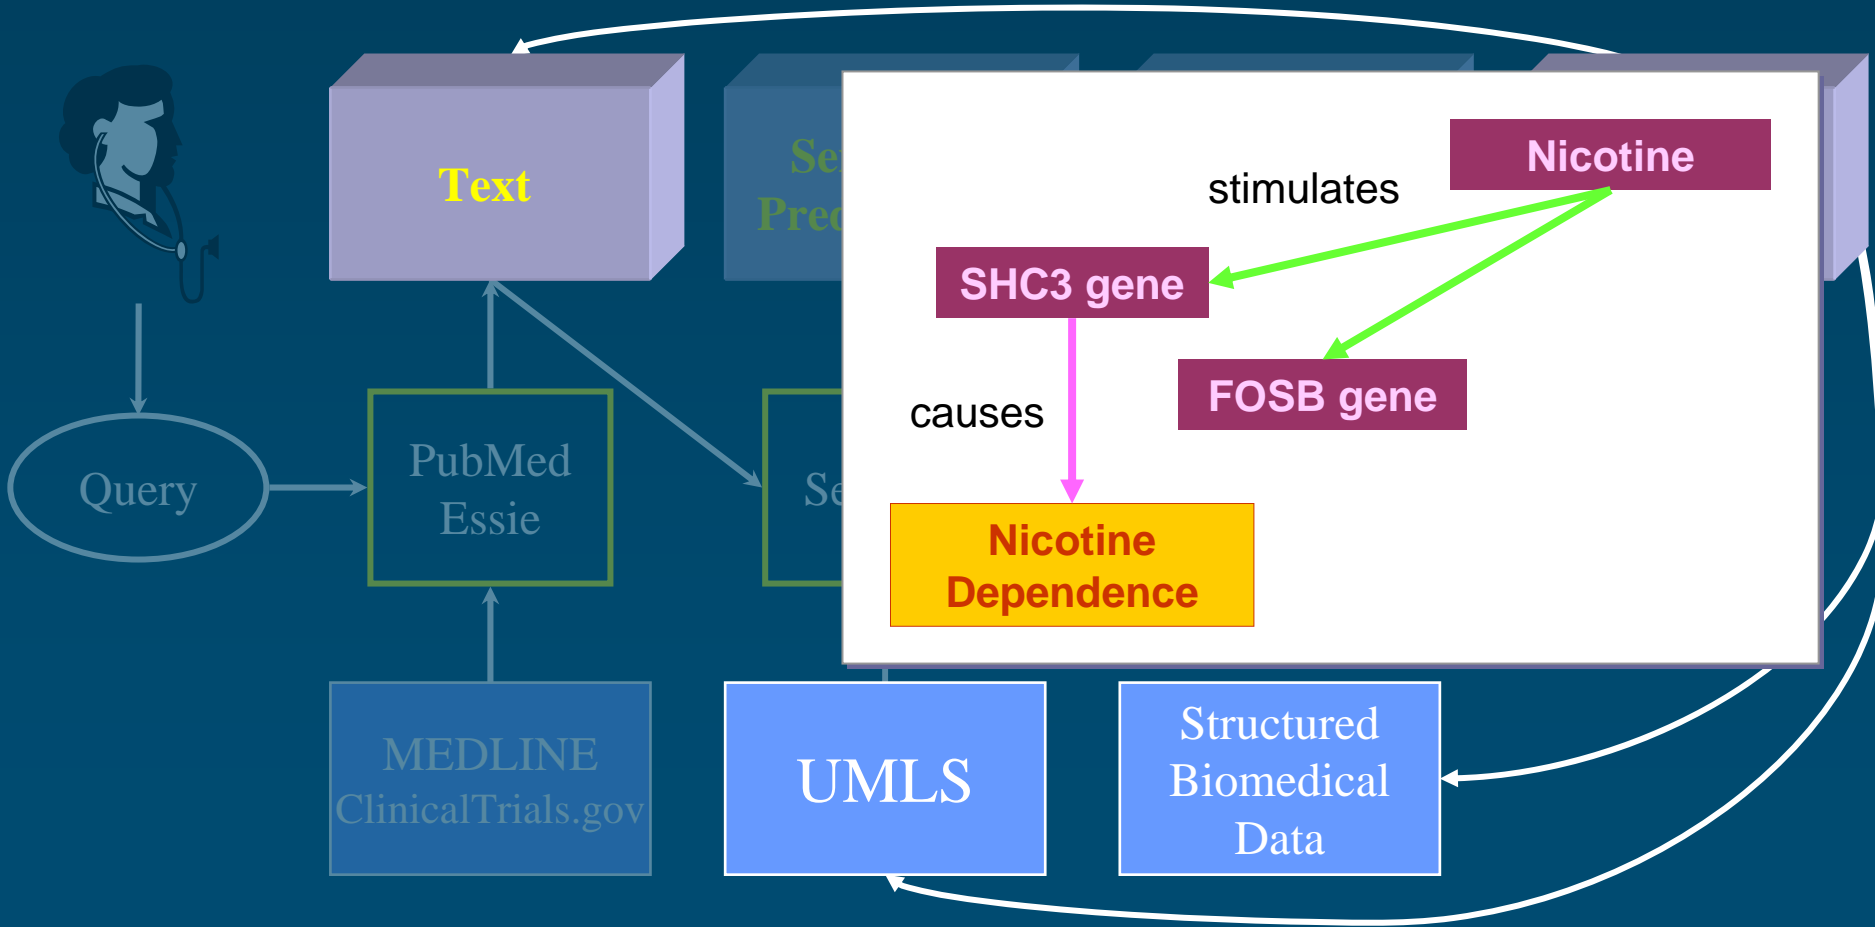 Text
Nicotine
stimulates
SHC3 gene
FOSB gene
causes
Nicotine
Dependence
Query
PubMed
Essie
MEDLINE
ClinicalTrials.gov
UMLS
Structured
Biomedical
Data